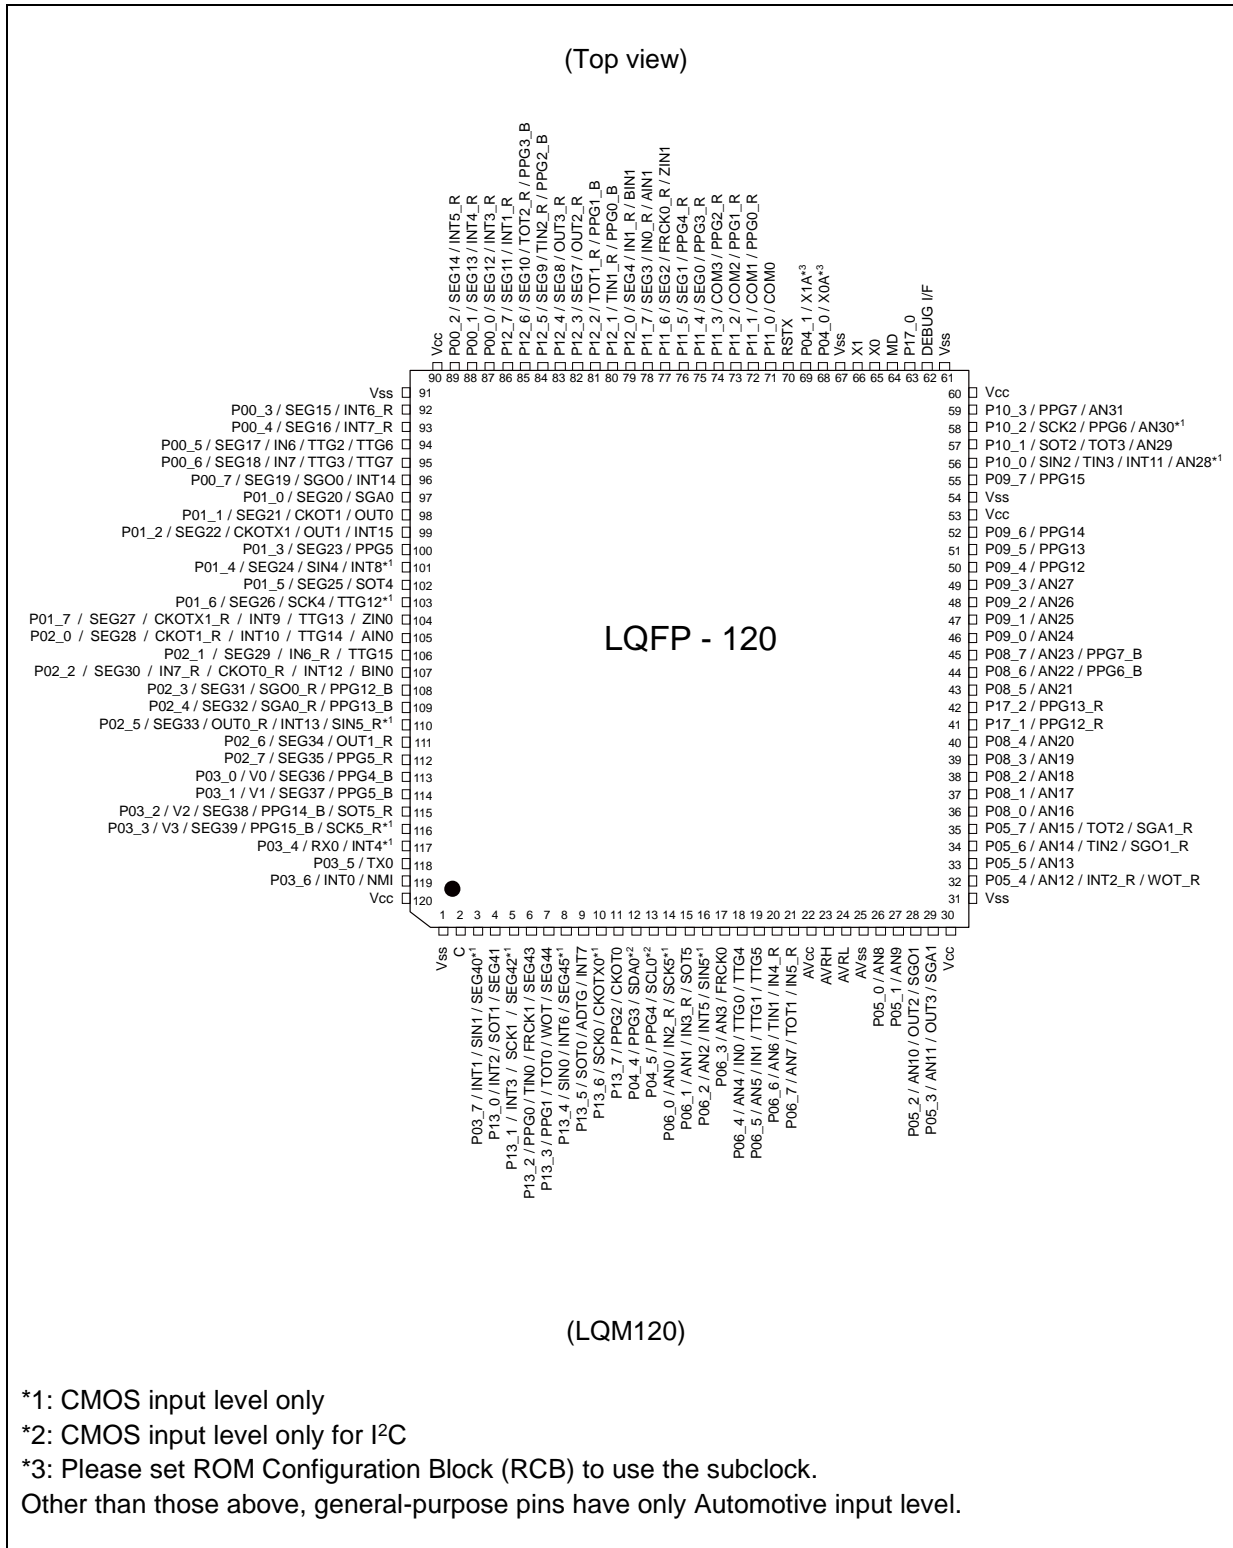 (Top view)
Vcc 90
P00_2 / SEG14 / INT5_R 89
P00_1 / SEG13 / INT4_R 88
P00_0 / SEG12 / INT3_R 87
P12_7 / SEG11 / INT1_R 86
P12_6 / SEG10 / TOT2_R / PPG3_B 85
P12_5 / SEG9 / TIN2_R / PPG2_B 84
P12_4 / SEG8 / OUT3_R 83
P12_3 / SEG7 / OUT2_R 82
P12_2 / TOT1_R / PPG1_B 81
P12_1 / TIN1_R / PPG0_B 80
P12_0 / SEG4 / IN1_R / BIN1 79
P11_7 / SEG3 / IN0_R / AIN1 78
P11_6 / SEG2 / FRCK0_R / ZIN1 77
P11_5 / SEG1 / PPG4_R 76
P11_4 / SEG0 / PPG3_R 75
P11_3 / COM3 / PPG2_R 74
P11_2 / COM2 / PPG1_R 73
P11_1 / COM1 / PPG0_R 72
P11_0 / COM0 71
RSTX 70
P04_1 / X1A*3 69
P04_0 / X0A*3 68
Vss 67
X1 66
X0 65
MD 64
P17_0 63
DEBUG I/F 62
Vss 61
Vss 91
P00_3 / SEG15 / INT6_R 92
P00_4 / SEG16 / INT7_R 93
P00_5 / SEG17 / IN6 / TTG2 / TTG6 94
P00_6 / SEG18 / IN7 / TTG3 / TTG7 95
P00_7 / SEG19 / SGO0 / INT14 96
P01_0 / SEG20 / SGA0 97
P01_1 / SEG21 / CKOT1 / OUT0 98
P01_2 / SEG22 / CKOTX1 / OUT1 / INT15 99
P01_3 / SEG23 / PPG5 100
P01_4 / SEG24 / SIN4 / INT8*1 101
P01_5 / SEG25 / SOT4 102
P01_6 / SEG26 / SCK4 / TTG12*1 103
P01_7 / SEG27 / CKOTX1_R / INT9 / TTG13 / ZIN0 104
P02_0 / SEG28 / CKOT1_R / INT10 / TTG14 / AIN0 105
P02_1 / SEG29 / IN6_R / TTG15 106
P02_2 / SEG30 / IN7_R / CKOT0_R / INT12 / BIN0 107
P02_3 / SEG31 / SGO0_R / PPG12_B 108
P02_4 / SEG32 / SGA0_R / PPG13_B 109
P02_5 / SEG33 / OUT0_R / INT13 / SIN5_R*1 110
P02_6 / SEG34 / OUT1_R 111
P02_7 / SEG35 / PPG5_R 112
P03_0 / V0 / SEG36 / PPG4_B 113
P03_1 / V1 / SEG37 / PPG5_B 114
P03_2 / V2 / SEG38 / PPG14_B / SOT5_R 115
P03_3 / V3 / SEG39 / PPG15_B / SCK5_R*1 116
P03_4 / RX0 / INT4*1 117
P03_5 / TX0 118
P03_6 / INT0 / NMI 119
Vcc 120
LQFP - 120
60 Vcc
59 P10_3 / PPG7 / AN31
58 P10_2 / SCK2 / PPG6 / AN30*1
57 P10_1 / SOT2 / TOT3 / AN29
56 P10_0 / SIN2 / TIN3 / INT11 / AN28*1
55 P09_7 / PPG15
54 Vss
53 Vcc
52 P09_6 / PPG14
51 P09_5 / PPG13
50 P09_4 / PPG12
49 P09_3 / AN27
48 P09_2 / AN26
47 P09_1 / AN25
46 P09_0 / AN24
45 P08_7 / AN23 / PPG7_B
44 P08_6 / AN22 / PPG6_B
43 P08_5 / AN21
42 P17_2 / PPG13_R
41 P17_1 / PPG12_R
40 P08_4 / AN20
39 P08_3 / AN19
38 P08_2 / AN18
37 P08_1 / AN17
36 P08_0 / AN16
35 P05_7 / AN15 / TOT2 / SGA1_R
34 P05_6 / AN14 / TIN2 / SGO1_R
33 P05_5 / AN13
32 P05_4 / AN12 / INT2_R / WOT_R
31 Vss
1 Vss
2 C
3 P03_7 / INT1 / SIN1 / SEG40*1
4 P13_0 / INT2 / SOT1 / SEG41
5 P13_1 / INT3 / SCK1 / SEG42*1
6 P13_2 / PPG0 / TIN0 / FRCK1 / SEG43
7 P13_3 / PPG1 / TOT0 / WOT / SEG44
8 P13_4 / SIN0 / INT6 / SEG45*1
9 P13_5 / SOT0 / ADTG / INT7
10 P13_6 / SCK0 / CKOTX0*1
11 P13_7 / PPG2 / CKOT0
12 P04_4 / PPG3 / SDA0*2
13 P04_5 / PPG4 / SCL0*2
14 P06_0 / AN0 / IN2_R / SCK5*1
15 P06_1 / AN1 / IN3_R / SOT5
16 P06_2 / AN2 / INT5 / SIN5*1
17 P06_3 / AN3 / FRCK0
18 P06_4 / AN4 / IN0 / TTG0 / TTG4
19 P06_5 / AN5 / IN1 / TTG1 / TTG5
20 P06_6 / AN6 / TIN1 / IN4_R
21 P06_7 / AN7 / TOT1 / IN5_R
22 AVcc
23 AVRH
24 AVRL
25 AVss
26 P05_0 / AN8
27 P05_1 / AN9
28 P05_2 / AN10 / OUT2 / SGO1
29 P05_3 / AN11 / OUT3 / SGA1
30 Vcc
(LQM120)
*1: CMOS input level only
*2: CMOS input level only for I²C
*3: Please set ROM Configuration Block (RCB) to use the subclock.
Other than those above, general-purpose pins have only Automotive input level.